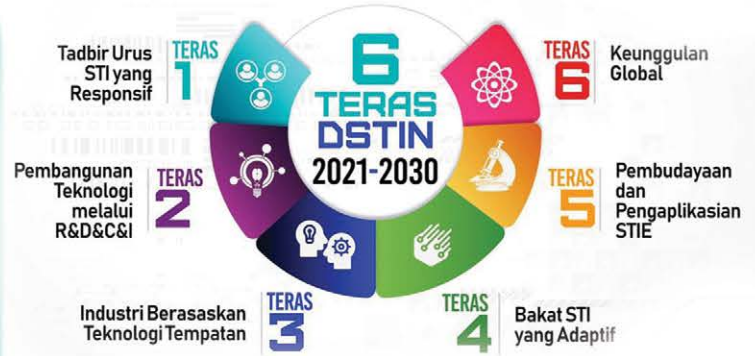 6
TERAS
DSTIN
2021-2030
TERAS
1
Tadbir Urus
STI yang
Responsif
TERAS
2
Pembangunan
Teknologi
melalui
R&D&C&I
TERAS
3
Industri Berasaskan
Teknologi Tempatan
TERAS
4
Bakat STI
yang Adaptif
TERAS
5
Pembudayaan
dan
Pengaplikasian
STIE
TERAS
6
Keunggulan
Global